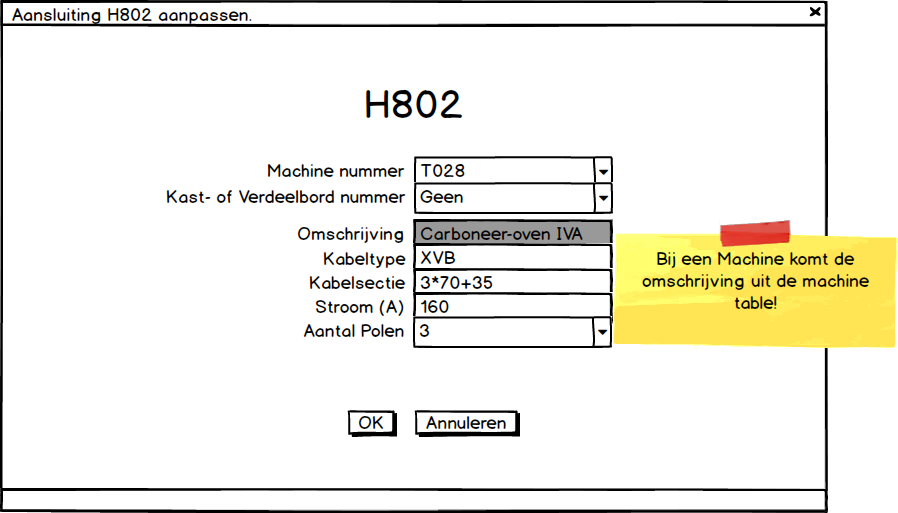 Aansluiting H802 aanpassen.
H802
Machine nummer T028
Kast- of Verdeelbord nummer Geen
Omschrijving Carboneer-oven IVA
Kabeltype XVB
Kabelsectie 3*70+35
Stroom (A) 160
Aantal Polen 3
Bij een Machine komt de
omschrijving uit de machine
table!
OK Annuleren